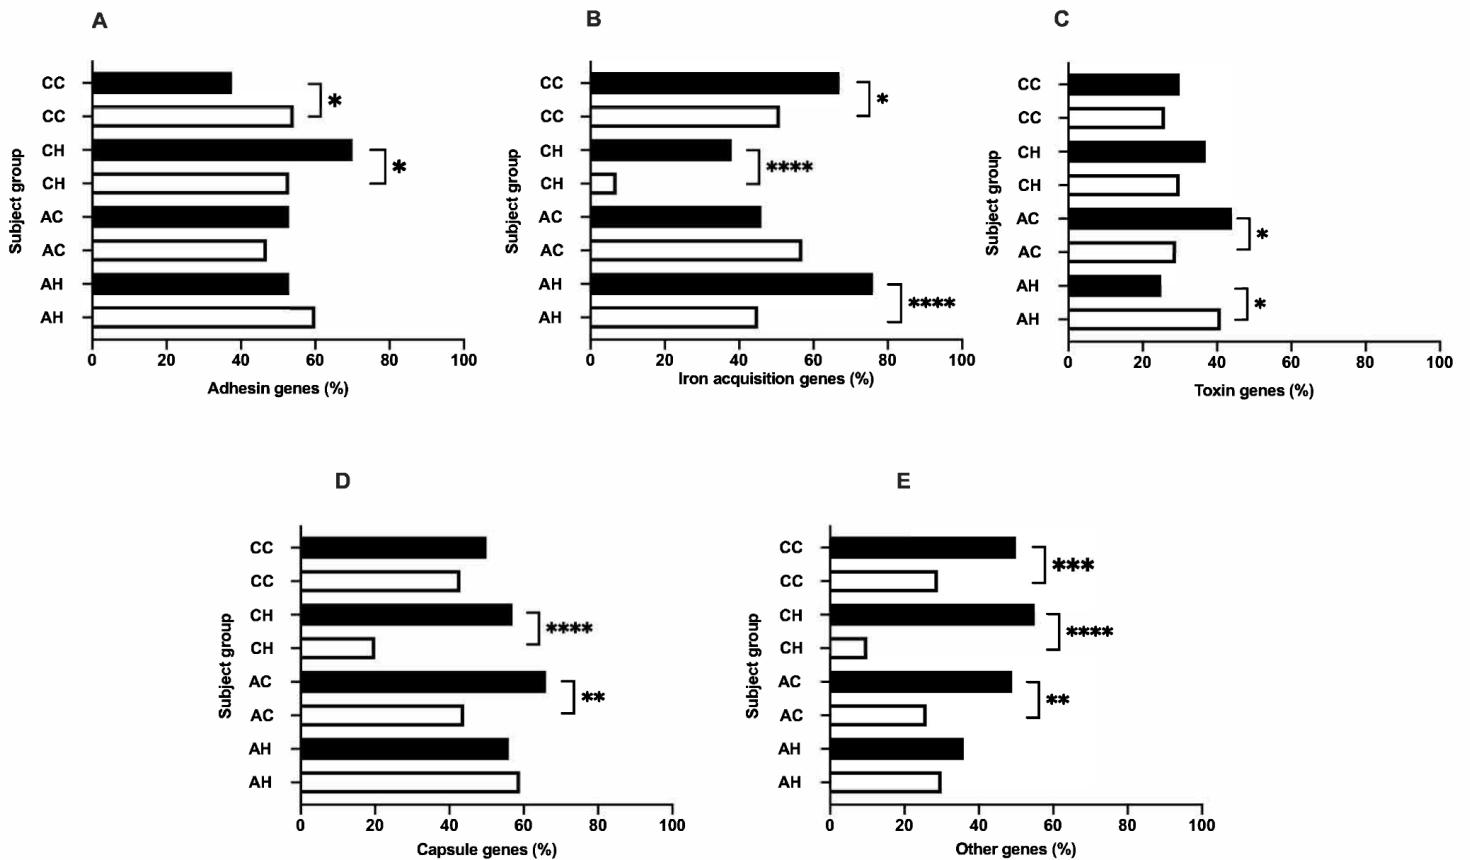 A
CC
*
CC
CH
*
CH
AC
AC
AH
AH
Subject group
0 20 40 60 80 100
Adhesin genes (%)
B
CC
*
CC
CH
****
CH
AC
AC
AH
****
AH
Subject group
0 20 40 60 80 100
Iron acquisition genes (%)
C
CC
CC
CH
CH
AC
*
AC
AH
*
AH
Subject group
0 20 40 60 80 100
Toxin genes (%)
D
CC
CC
CH
****
CH
AC
**
AC
AH
AH
Subject group
0 20 40 60 80 100
Capsule genes (%)
E
CC
***
CC
CH
****
CH
AC
**
AC
AH
AH
Subject group
0 20 40 60 80 100
Other genes (%)